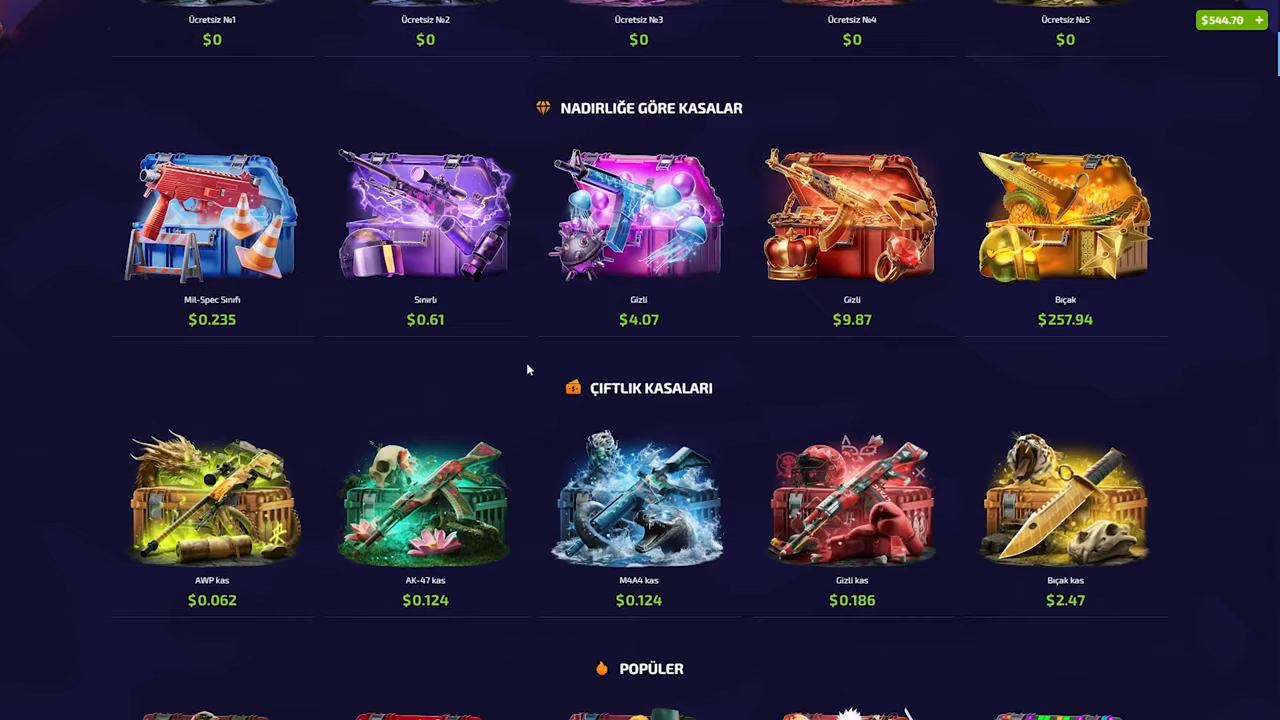 Ücretsiz №1
Ücretsiz №2
Ücretsiz №3
Ücretsiz №4
Ücretsiz №5
$544.70 +
$0
$0
$0
$0
$0
NADIRLIĞE GÖRE KASALAR
Mil-Spec Sınıfı
Sınırlı
Gizli
Gizli
Bıçak
$0.235
$0.61
$4.07
$9.87
$257.94
ÇIFTLIK KASALARI
AWP kas
AK-47 kas
M4A4 kas
Gizli kas
Bıçak kas
$0.062
$0.124
$0.124
$0.186
$2.47
POPÜLER